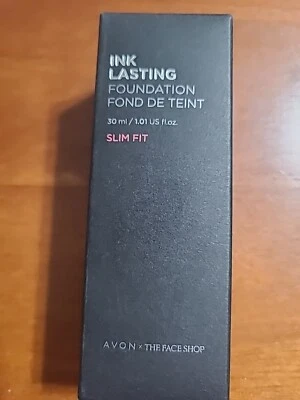 INK
LASTING
FOUNDATION
FOND DE TEINT
30 ml / 1.01 US fl.oz.
SLIM FIT
AVON × THE FACE SHOP